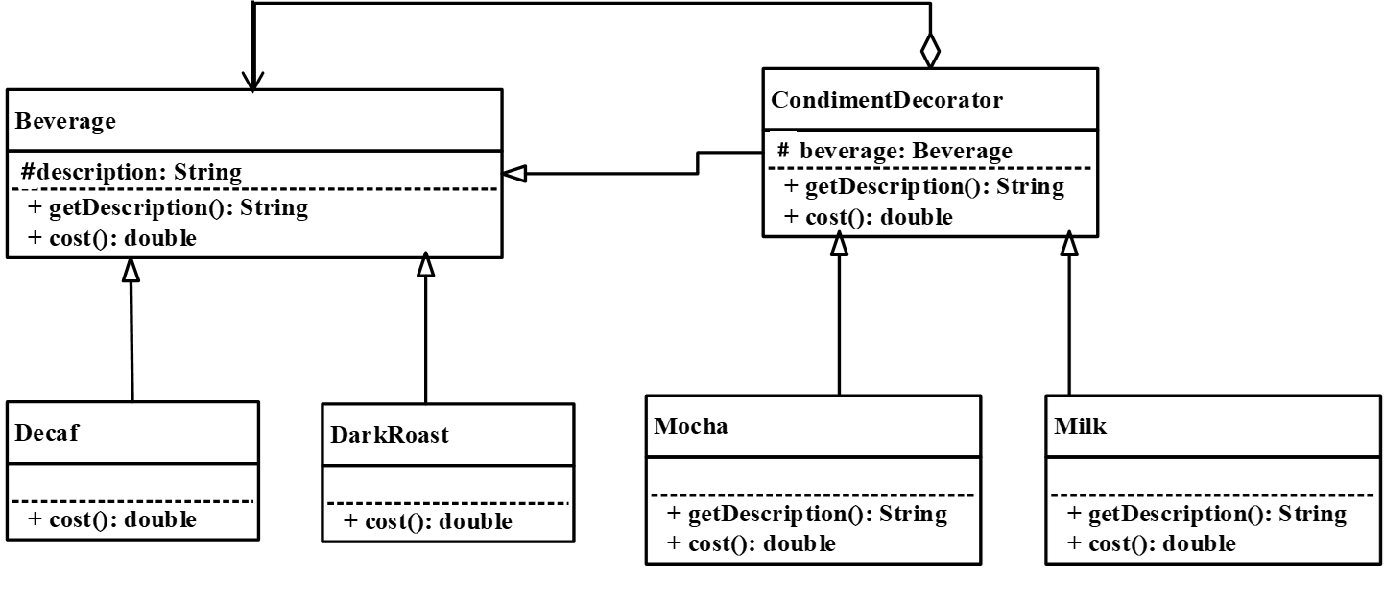 Beverage
#description: String
+ getDescription(): String
+ cost(): double
CondimentDecorator
# beverage: Beverage
+ getDescription(): String
+ cost(): double
Decaf
+ cost(): double
DarkRoast
+ cost(): double
Mocha
+ getDescription(): String
+ cost(): double
Milk
+ getDescription(): String
+ cost(): double